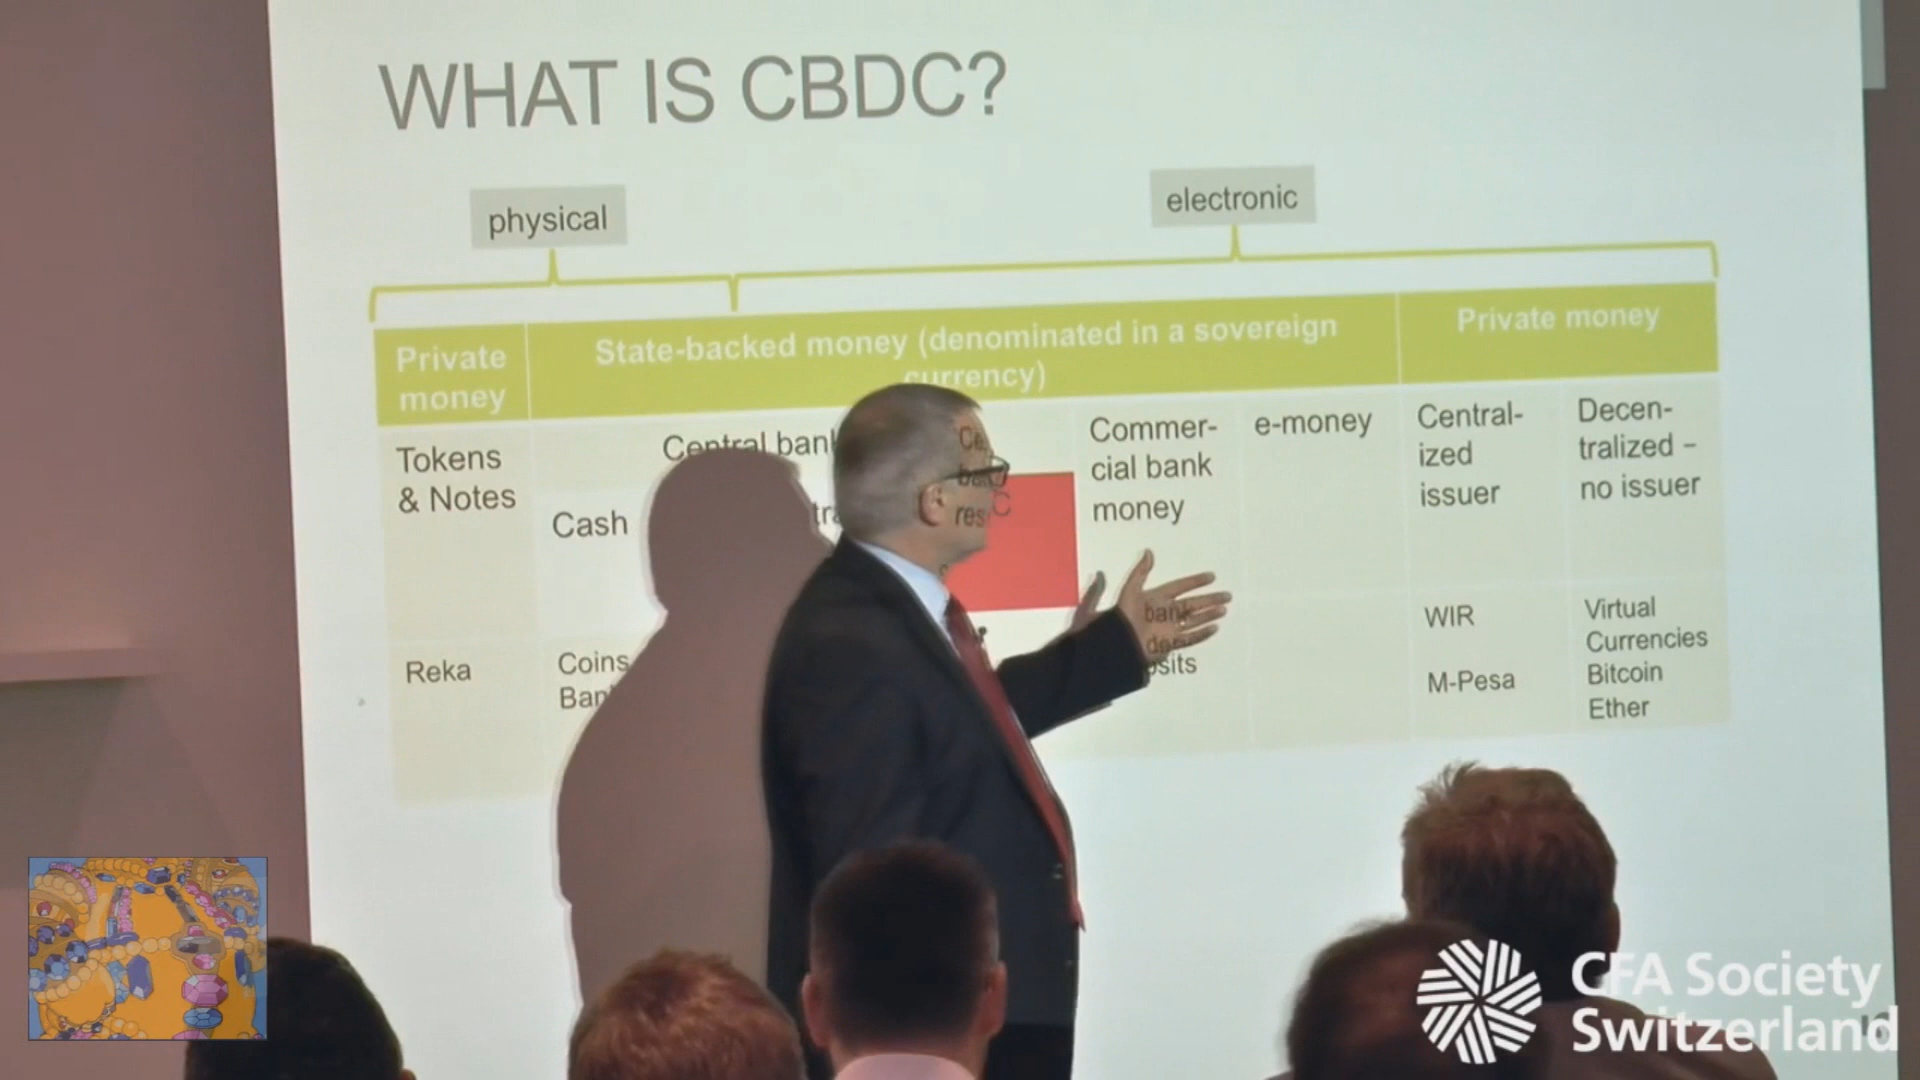 WHAT IS CBDC?
physical
electronic
Private
money
State-backed money (denominated in a sovereign
currency)
Private money
Tokens
& Notes
Central bank
Cash
Commer-
cial bank
money
e-money
Central-
ized
issuer
Decen-
tralized –
no issuer
Reka
Coins
bank
WIR
M-Pesa
Virtual
Currencies
Bitcoin
Ether
CFA Society
Switzerland